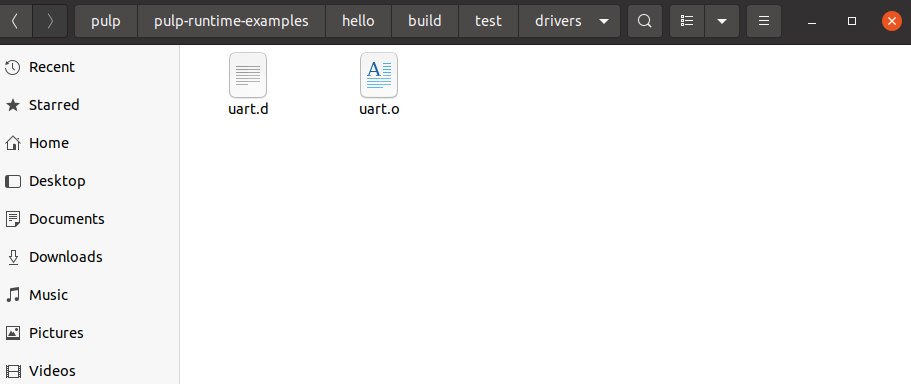 pulp pulp-runtime-examples hello build test drivers
Recent
Starred
Home
Desktop
Documents
Downloads
Music
Pictures
Videos
uart.d uart.o